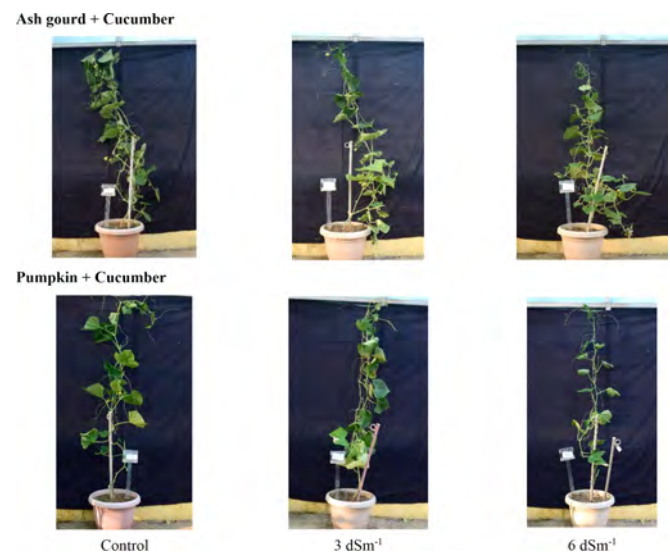 Ash gourd + Cucumber
Pumpkin + Cucumber
Control
3 dSm⁻¹
6 dSm⁻¹